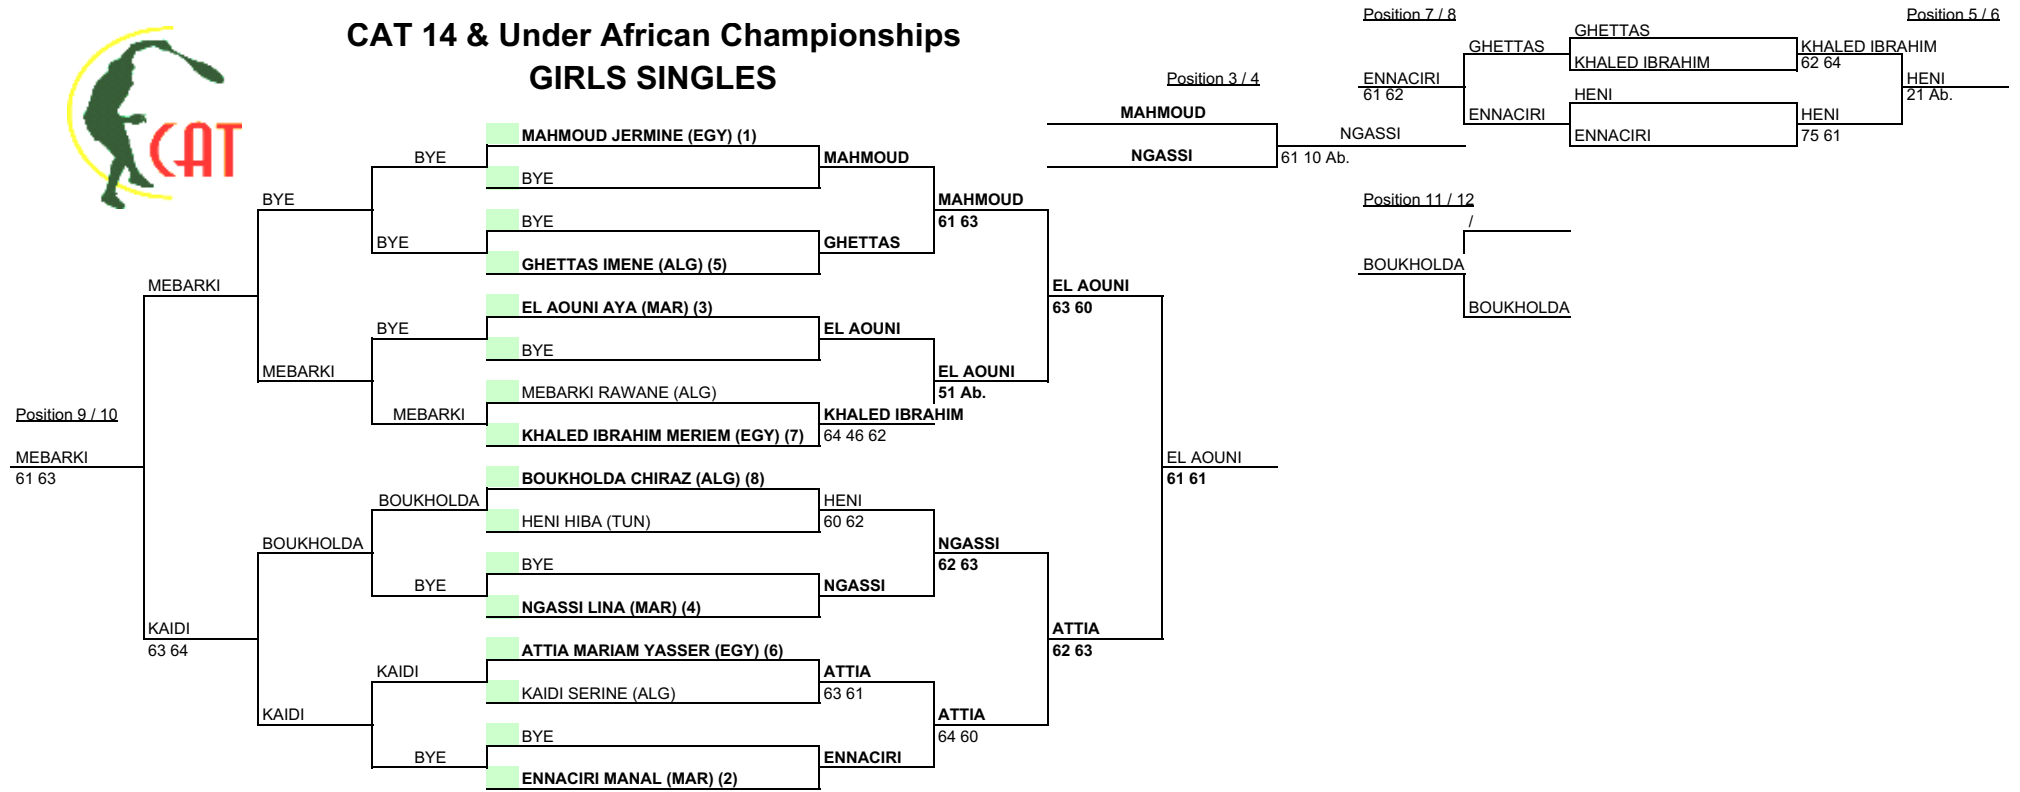 CAT 14 & Under African Championships
GIRLS SINGLES
CAT
MAHMOUD JERMINE (EGY) (1)
BYE
BYE
GHETTAS IMENE (ALG) (5)
EL AOUNI AYA (MAR) (3)
BYE
MEBARKI RAWANE (ALG)
KHALED IBRAHIM MERIEM (EGY) (7)
BOUKHOLDA CHIRAZ (ALG) (8)
HENI HIBA (TUN)
BYE
NGASSI LINA (MAR) (4)
ATTIA MARIAM YASSER (EGY) (6)
KAIDI SERINE (ALG)
BYE
ENNACIRI MANAL (MAR) (2)
MAHMOUD
GHETTAS
EL AOUNI
KHALED IBRAHIM
64 46 62
HENI
60 62
NGASSI
ATTIA
63 61
ENNACIRI
MAHMOUD
61 63
EL AOUNI
51 Ab.
NGASSI
62 63
ATTIA
64 60
EL AOUNI
63 60
ATTIA
62 63
EL AOUNI
61 61
BYE
BYE
BYE
MEBARKI
BOUKHOLDA
BYE
KAIDI
BYE
BYE
MEBARKI
BOUKHOLDA
KAIDI
MEBARKI
KAIDI
63 64
Position 9 / 10
MEBARKI
61 63
Position 3 / 4
MAHMOUD
NGASSI
NGASSI
61 10 Ab.
Position 7 / 8
ENNACIRI
61 62
GHETTAS
ENNACIRI
GHETTAS
KHALED IBRAHIM
HENI
ENNACIRI
KHALED IBRAHIM
62 64
HENI
75 61
Position 5 / 6
HENI
21 Ab.
Position 11 / 12
/
BOUKHOLDA
BOUKHOLDA